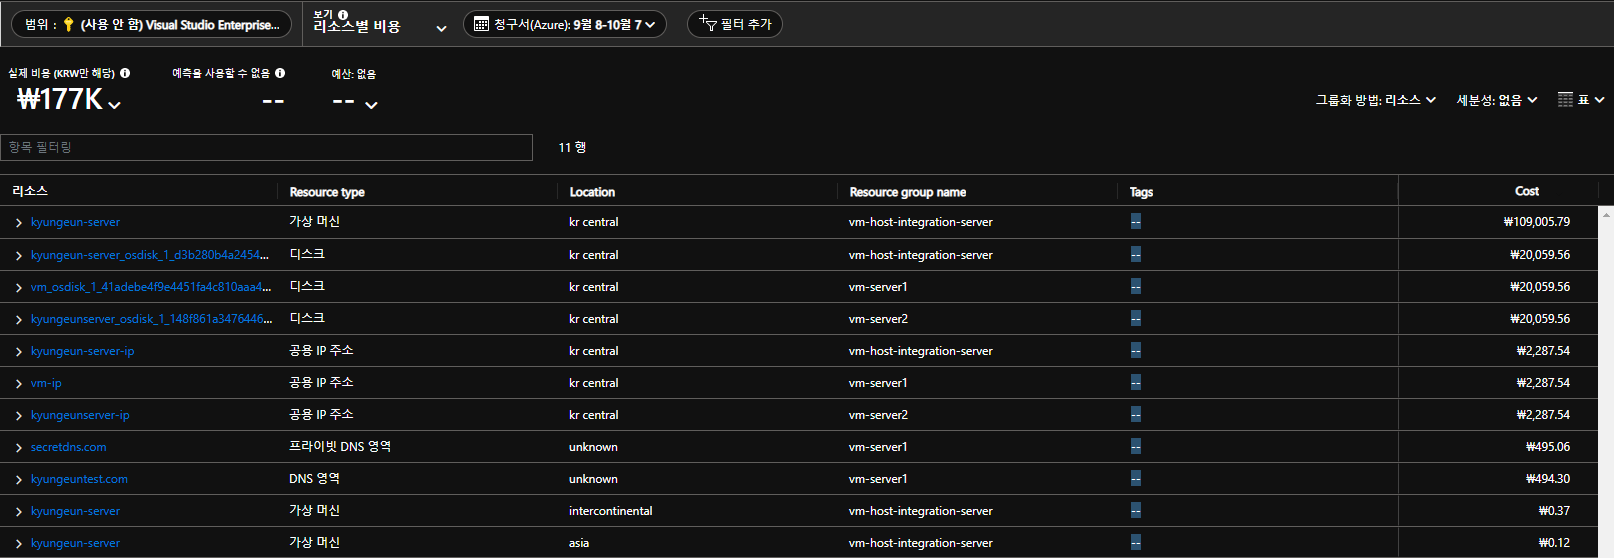 범위 : (사용 안 함) Visual Studio Enterprise...
보기
리소스별 비용
청구서(Azure): 9월 8-10월 7
필터 추가
실제 비용 (KRW만 해당)
₩177K
예측을 사용할 수 없음
--
예산: 없음
--
그룹화 방법: 리소스
세분성: 없음
표
항목 필터링
11 행
리소스 Resource type Location Resource group name Tags Cost
kyungeun-server 가상 머신 kr central vm-host-integration-server -- ₩109,005.79
kyungeun-server_osdisk_1_d3b280b4a2454... 디스크 kr central vm-host-integration-server -- ₩20,059.56
vm_osdisk_1_41adebe4f9e4451fa4c810aaa4... 디스크 kr central vm-server1 -- ₩20,059.56
kyungeunserver_osdisk_1_148f861a3476446... 디스크 kr central vm-server2 -- ₩20,059.56
kyungeun-server-ip 공용 IP 주소 kr central vm-host-integration-server -- ₩2,287.54
vm-ip 공용 IP 주소 kr central vm-server1 -- ₩2,287.54
kyungeunserver-ip 공용 IP 주소 kr central vm-server2 -- ₩2,287.54
secretdns.com 프라이빗 DNS 영역 unknown vm-server1 -- ₩495.06
kyungeuntest.com DNS 영역 unknown vm-server1 -- ₩494.30
kyungeun-server 가상 머신 intercontinental vm-host-integration-server -- ₩0.37
kyungeun-server 가상 머신 asia vm-host-integration-server -- ₩0.12